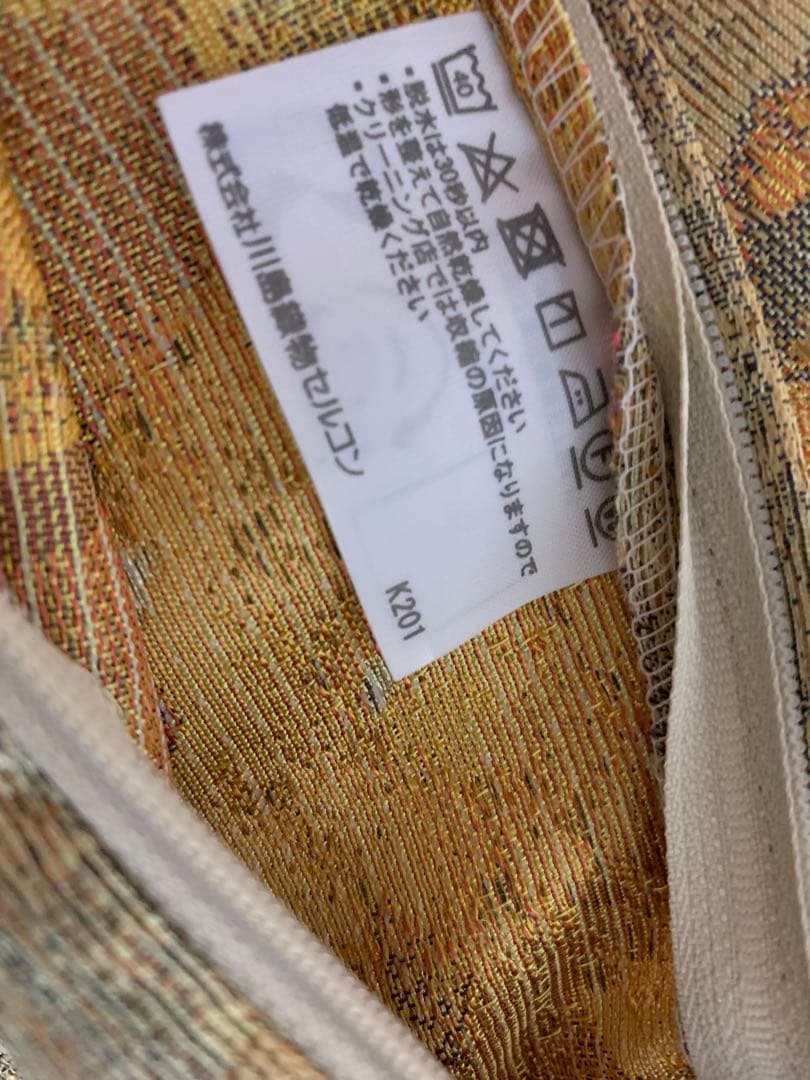 40
・脱水は30秒以内
・形を整えて自然乾燥してください
・クリーニング店では収縮の原因になりますので
低温で乾燥ください
株式会社川島織物セルコン
K201